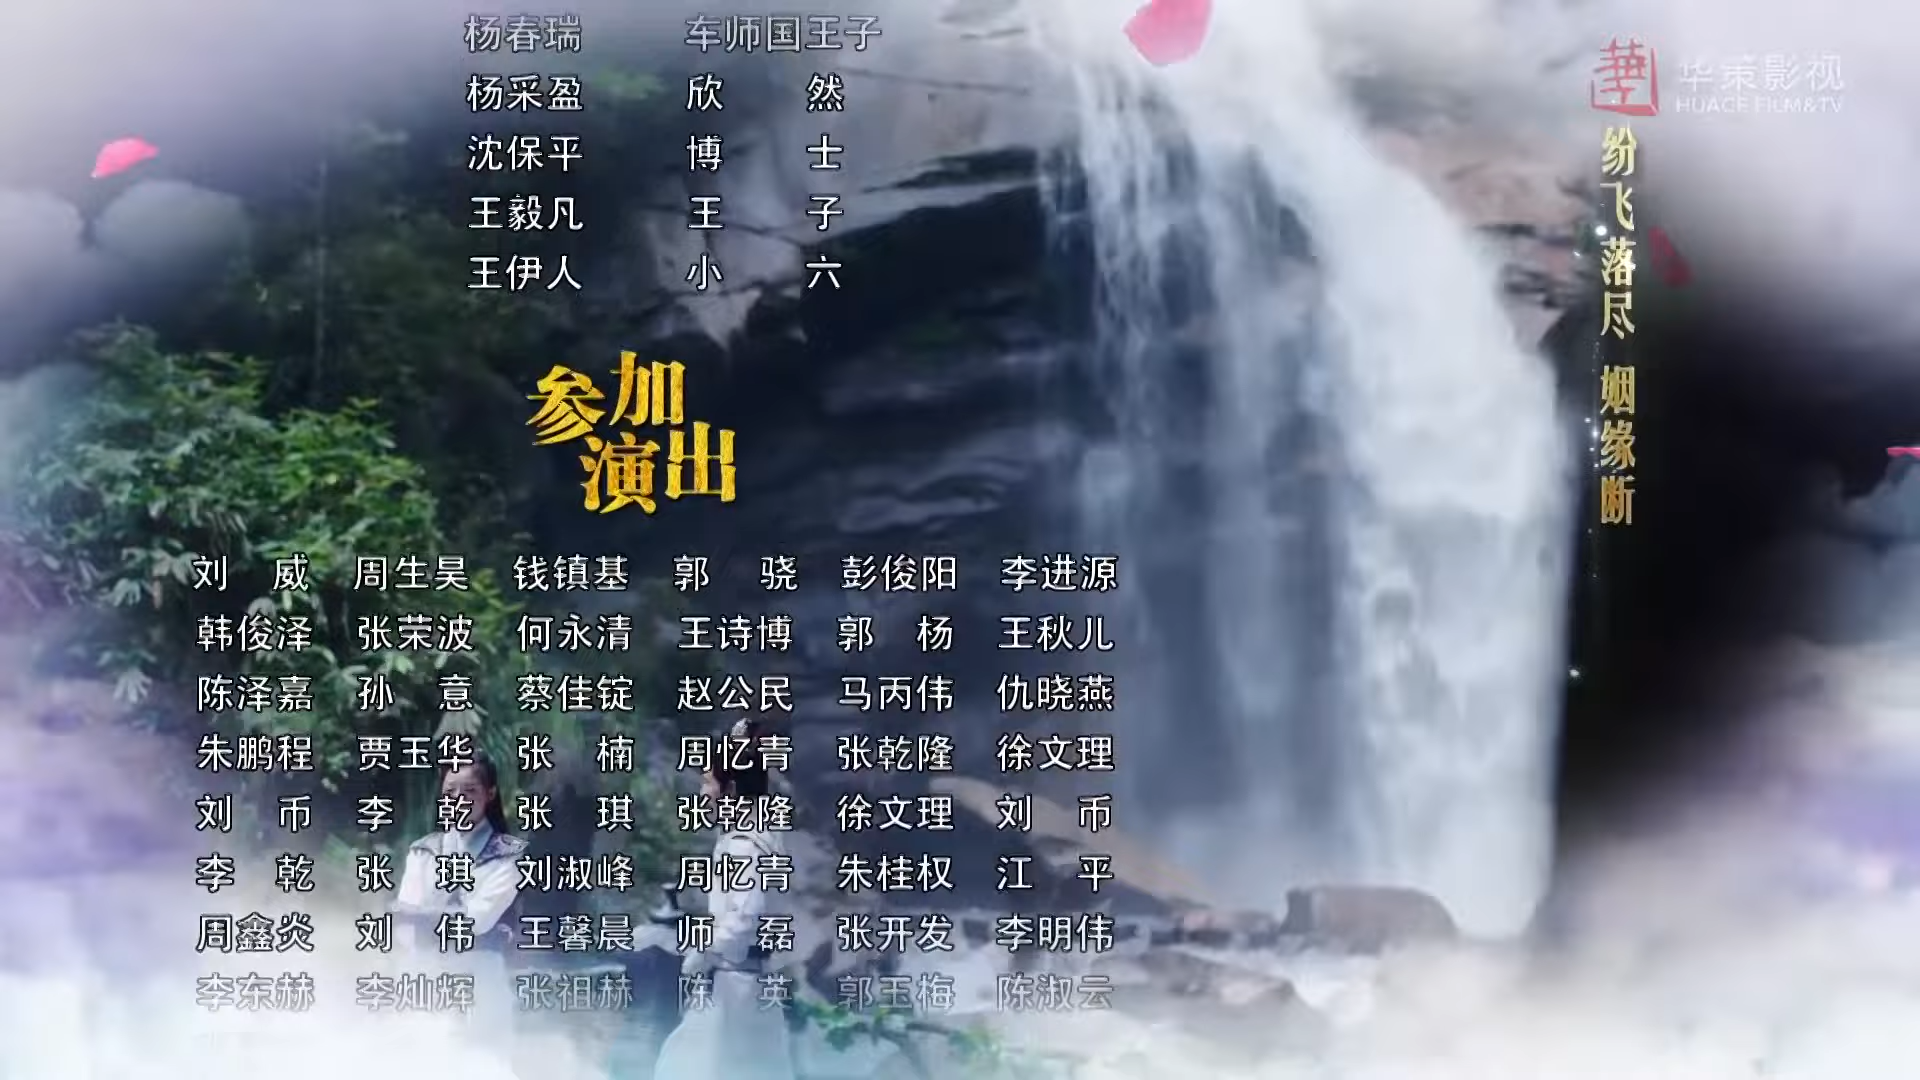 杨春瑞 车师国王子
杨采盈 欣然
沈保平 博士
王毅凡 王子
王伊人 小六
参加演出
刘威 周生昊 钱镇基 郭骁 彭俊阳 李进源
韩俊泽 张荣波 何永清 王诗博 郭杨 王秋儿
陈泽嘉 孙意 蔡佳锭 赵公民 马丙伟 仇晓燕
朱鹏程 贾玉华 张楠 周忆青 张乾隆 徐文理
刘币 李乾 张琪 张乾隆 徐文理 刘币
李乾 张琪 刘淑峰 周忆青 朱桂权 江平
周鑫炎 刘伟 王馨晨 师磊 张开发 李明伟
李东赫 李灿辉 张祖赫 陈英 郭玉梅 陈淑云
华策影视
HUACE FILM&TV
纷飞落尽 姻缘断